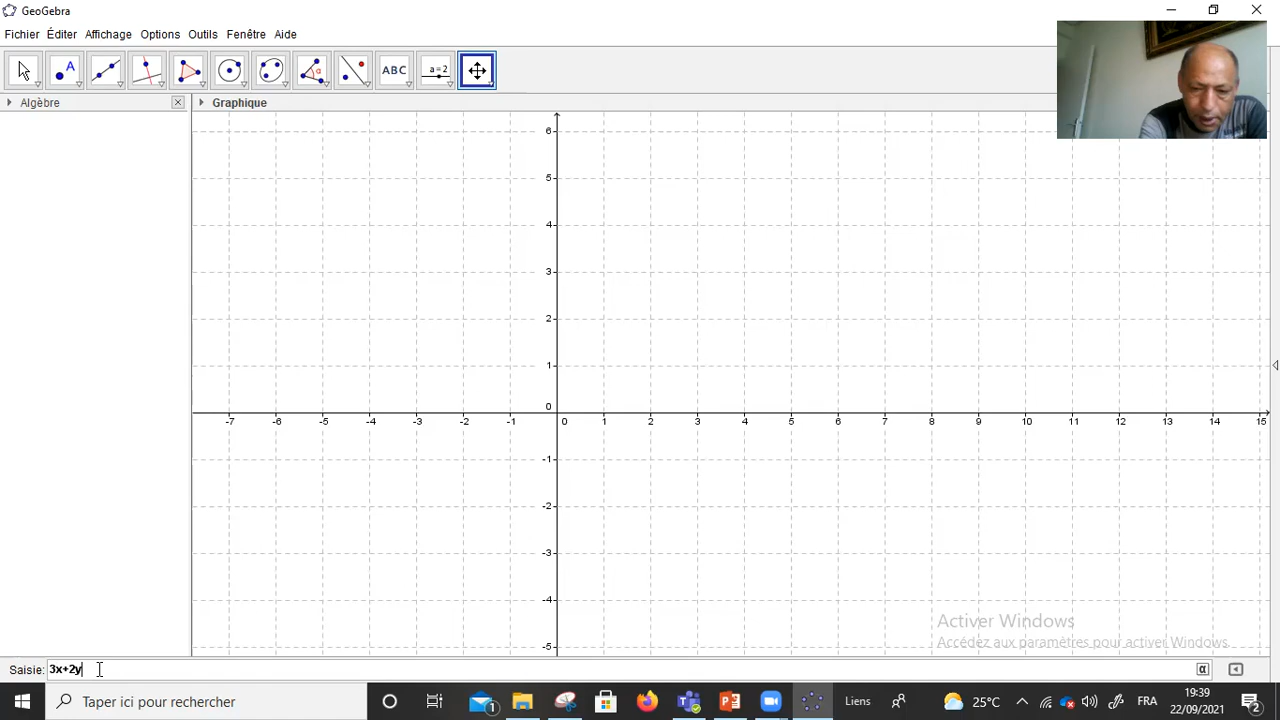 GeoGebra
Fichier Éditer Affichage Options Outils Fenêtre Aide
A
α
ABC
a = 2
Algèbre
Graphique
6
5
4
3
2
1
0
-7 -6 -5 -4 -3 -2 -1 0 1 2 3 4 5 6 7 8 9 10 11 12 13 14 15
-1
-2
-3
-4
-5
Activer Windows
Accédez aux paramètres pour activer Windows.
Saisie: 3x+2y
α
Taper ici pour rechercher
1
Liens
25°C
FRA
19:39
22/09/2021
2